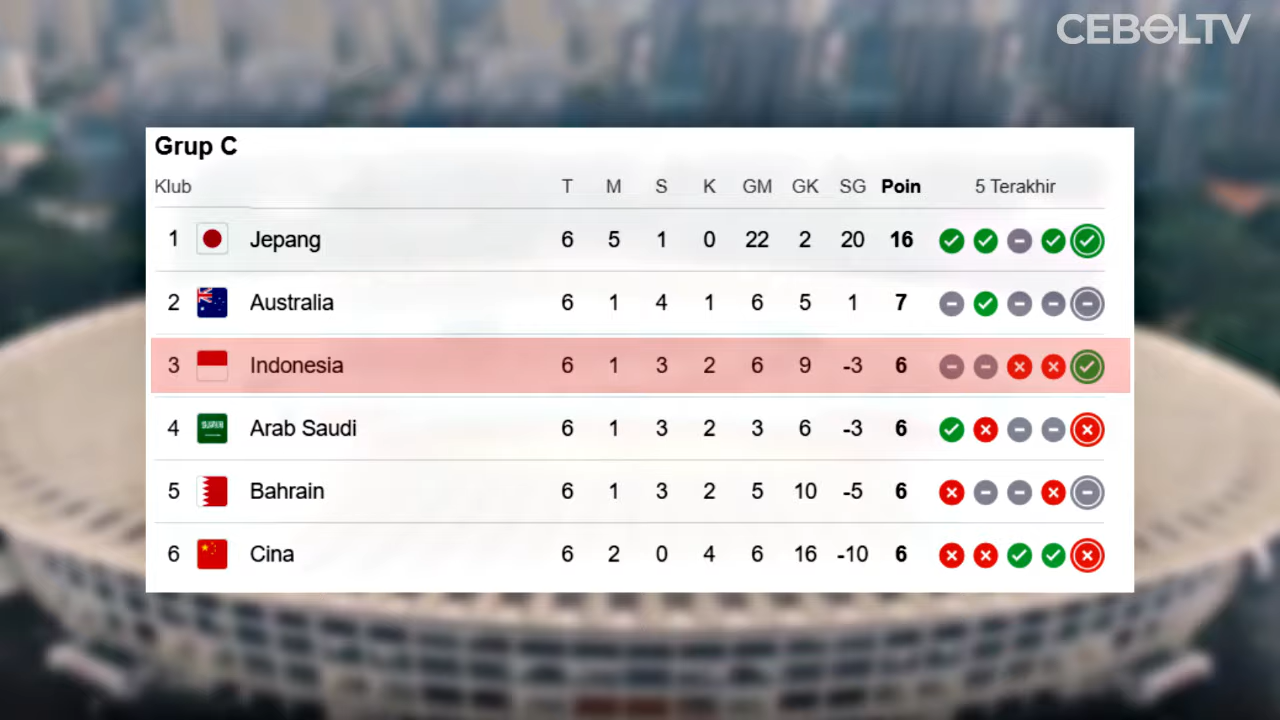 CEBOLTV
Grup C
Klub T M S K GM GK SG Poin 5 Terakhir
1 Jepang 6 5 1 0 22 2 20 16
2 Australia 6 1 4 1 6 5 1 7
3 Indonesia 6 1 3 2 6 9 -3 6
4 Arab Saudi 6 1 3 2 3 6 -3 6
5 Bahrain 6 1 3 2 5 10 -5 6
6 Cina 6 2 0 4 6 16 -10 6